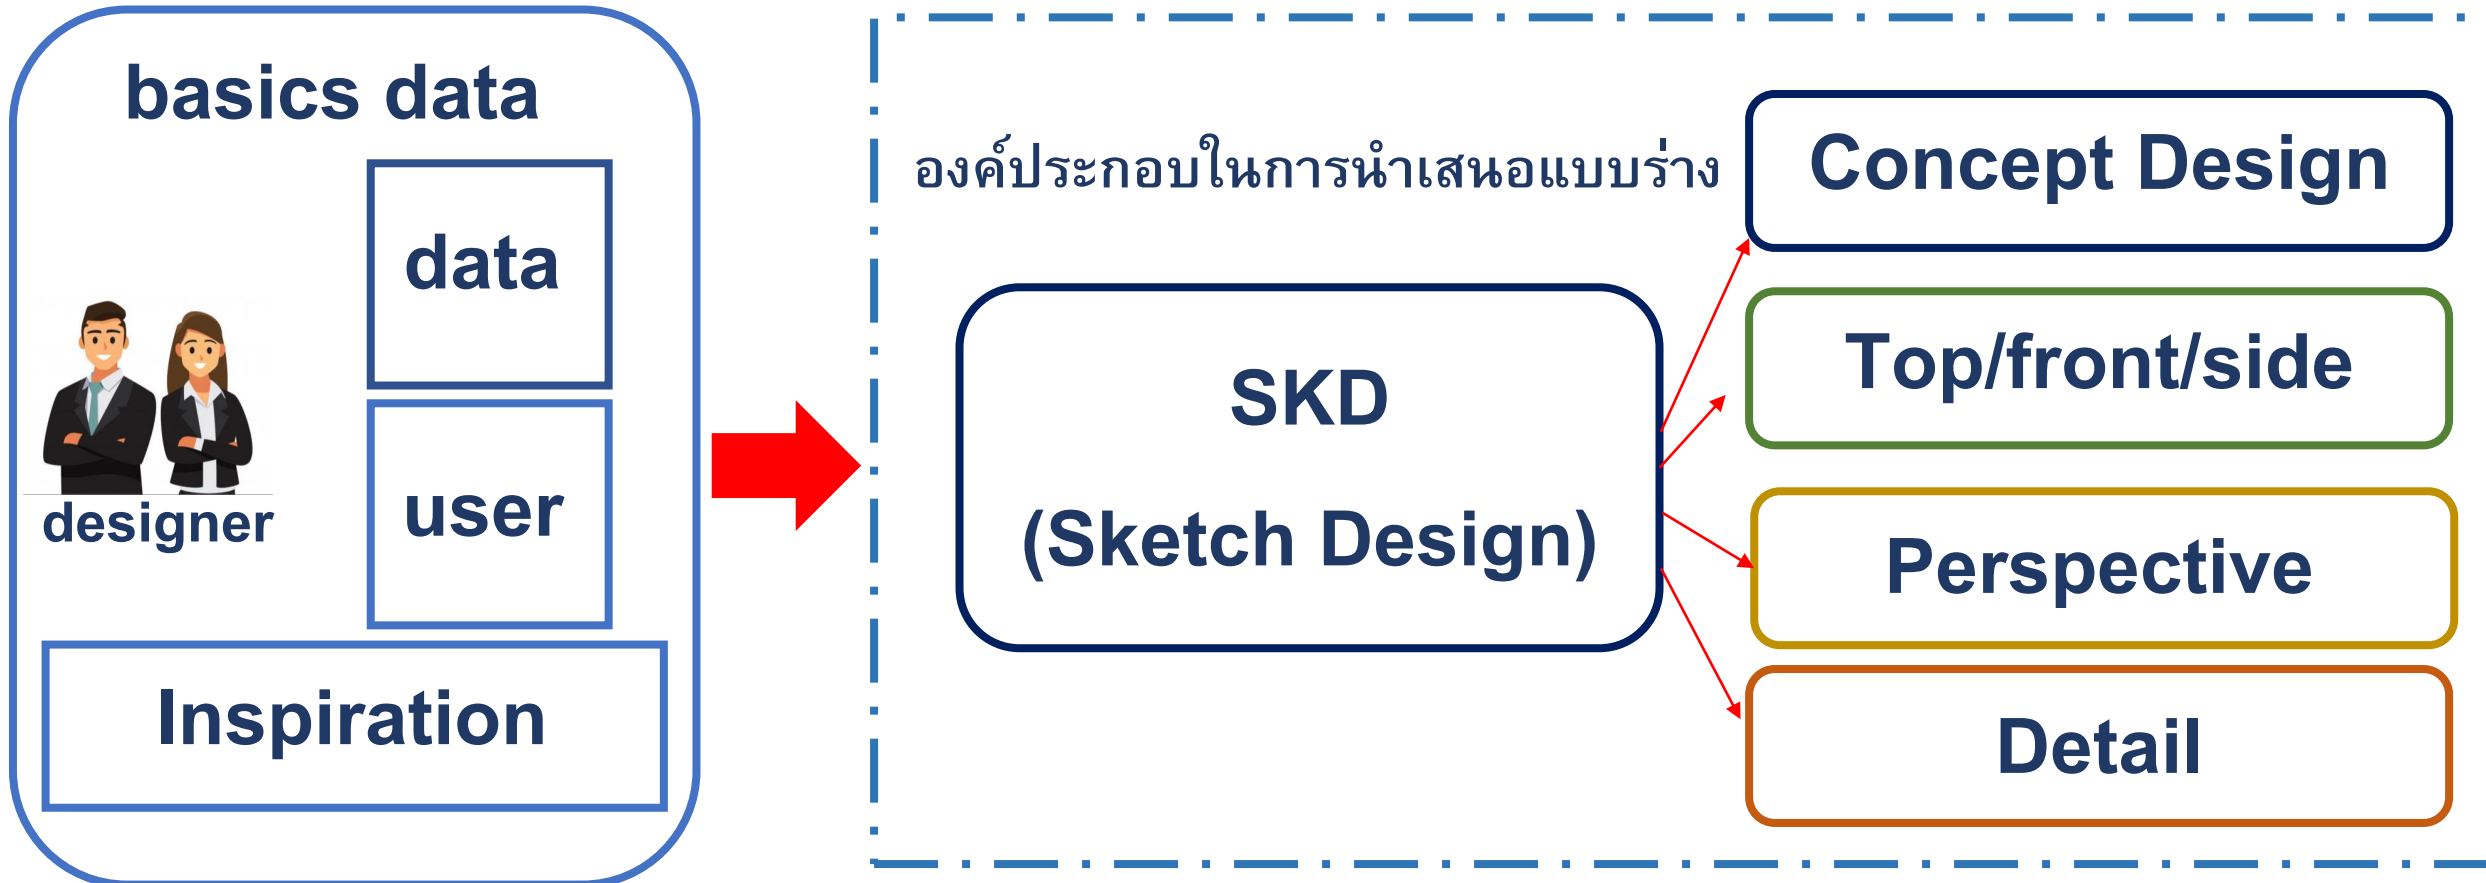 basics data
data
designer
user
Inspiration
องค์ประกอบในการนำเสนอแบบร่าง
SKD
(Sketch Design)
Concept Design
Top/front/side
Perspective
Detail